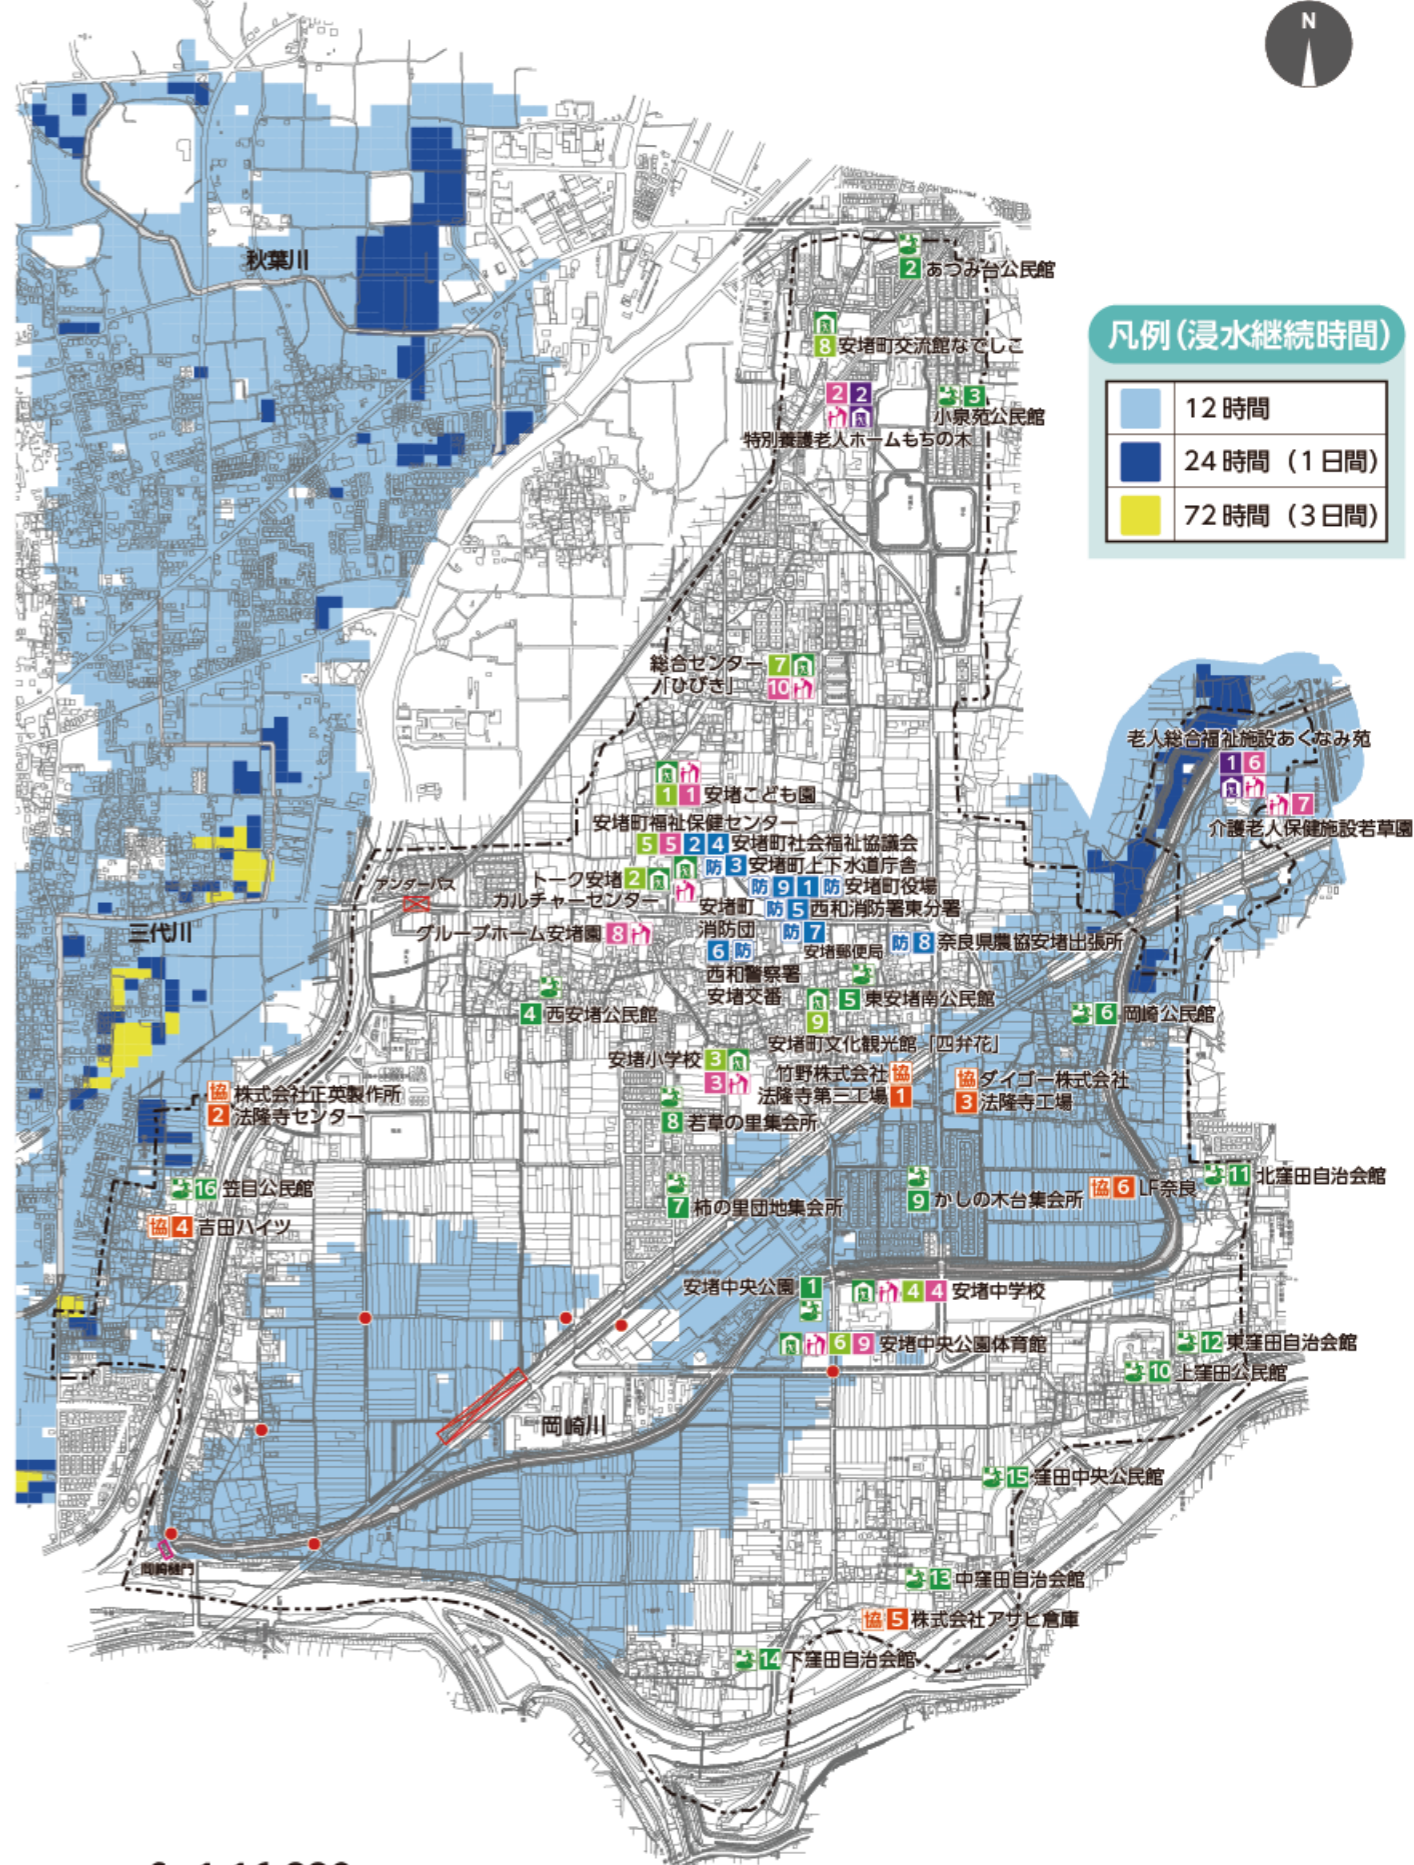 N
秋葉川
2 あつみ台公民館
8 安堵町交流館なでしこ
2 2
特別養護老人ホームもちの木
3
小泉苑公民館
凡例(浸水継続時間)
12時間
24時間 (1日間)
72時間 (3日間)
総合センター 7
「ひびき」 10
老人総合福祉施設あくなみ苑
1 6
7
介護老人保健施設若草園
1 1 安堵こども園
安堵町福祉保健センター
5 5 2 4 安堵町社会福祉協議会
防 3 安堵町上下水道庁舎
トーク安堵 2
カルチャーセンター
防 9 1 防 安堵町役場
アンダーパス
安堵町
消防団
6 防
防 5 西和消防署東分署
グループホーム安堵園 8
防 7
安堵郵便局
防 8 奈良県農協安堵出張所
三代川
西和警察署
安堵交番
4 西安堵公民館
5 東安堵南公民館
9
安堵町文化観光館「四弁花」
6 岡崎公民館
安堵小学校 3
3
竹野株式会社 協
法隆寺第三工場 1
協 ダイゴー株式会社
3 法隆寺工場
協 株式会社正英製作所
2 法隆寺センター
8 若草の里集会所
16 笠目公民館
協 4 吉田ハイツ
7 柿の里団地集会所
9 かしの木台集会所
協 6 LF奈良
11 北窪田自治会館
安堵中央公園 1
4 4 安堵中学校
6 9 安堵中央公園体育館
12 東窪田自治会館
10 上窪田公民館
岡崎川
15 窪田中央公民館
岡崎樋門
13 中窪田自治会館
協 5 株式会社アサヒ倉庫
14 下窪田自治会館